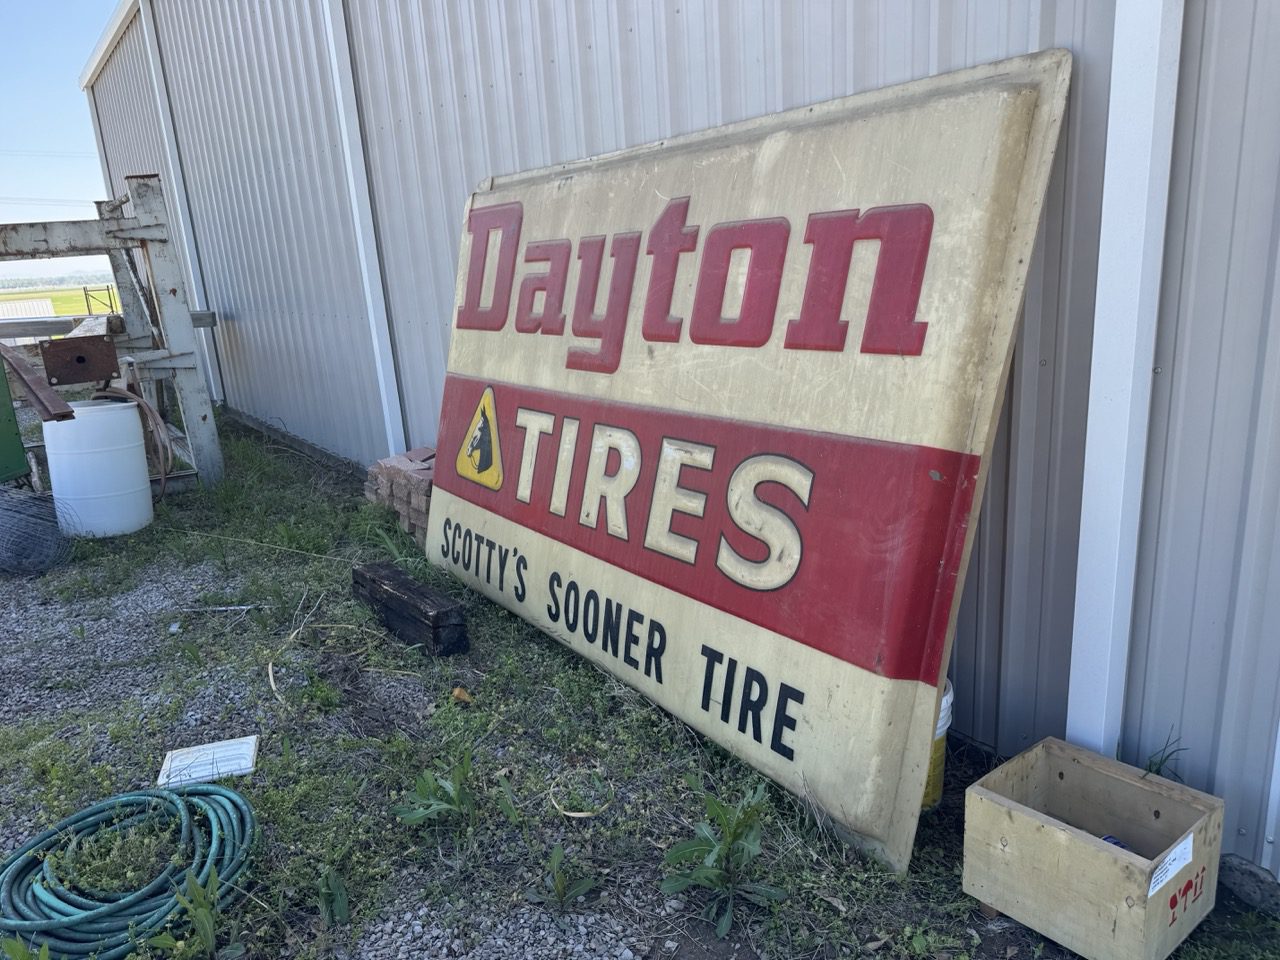 Dayton
TIRES
SCOTTY'S SOONER TIRE